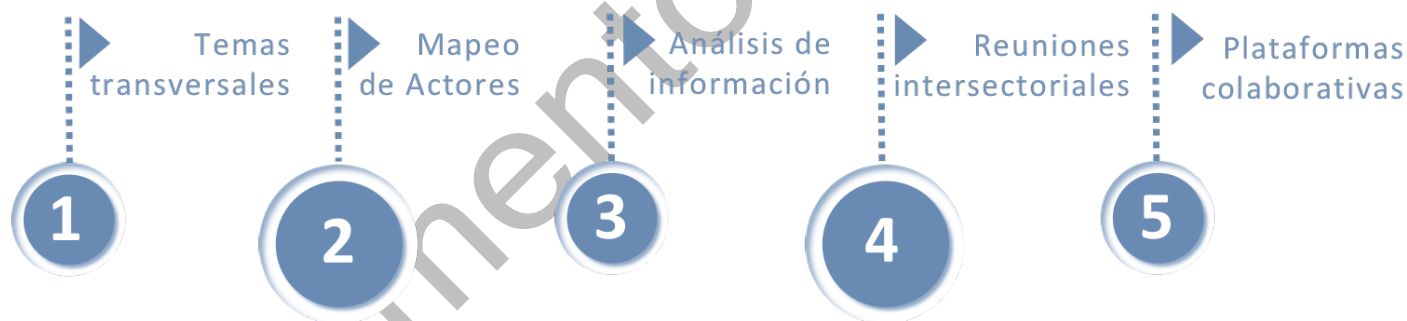 Temas
transversales
Mapeo
de Actores
Análisis de
información
Reuniones
intersectoriales
Plataformas
colaborativas
1
2
3
4
5